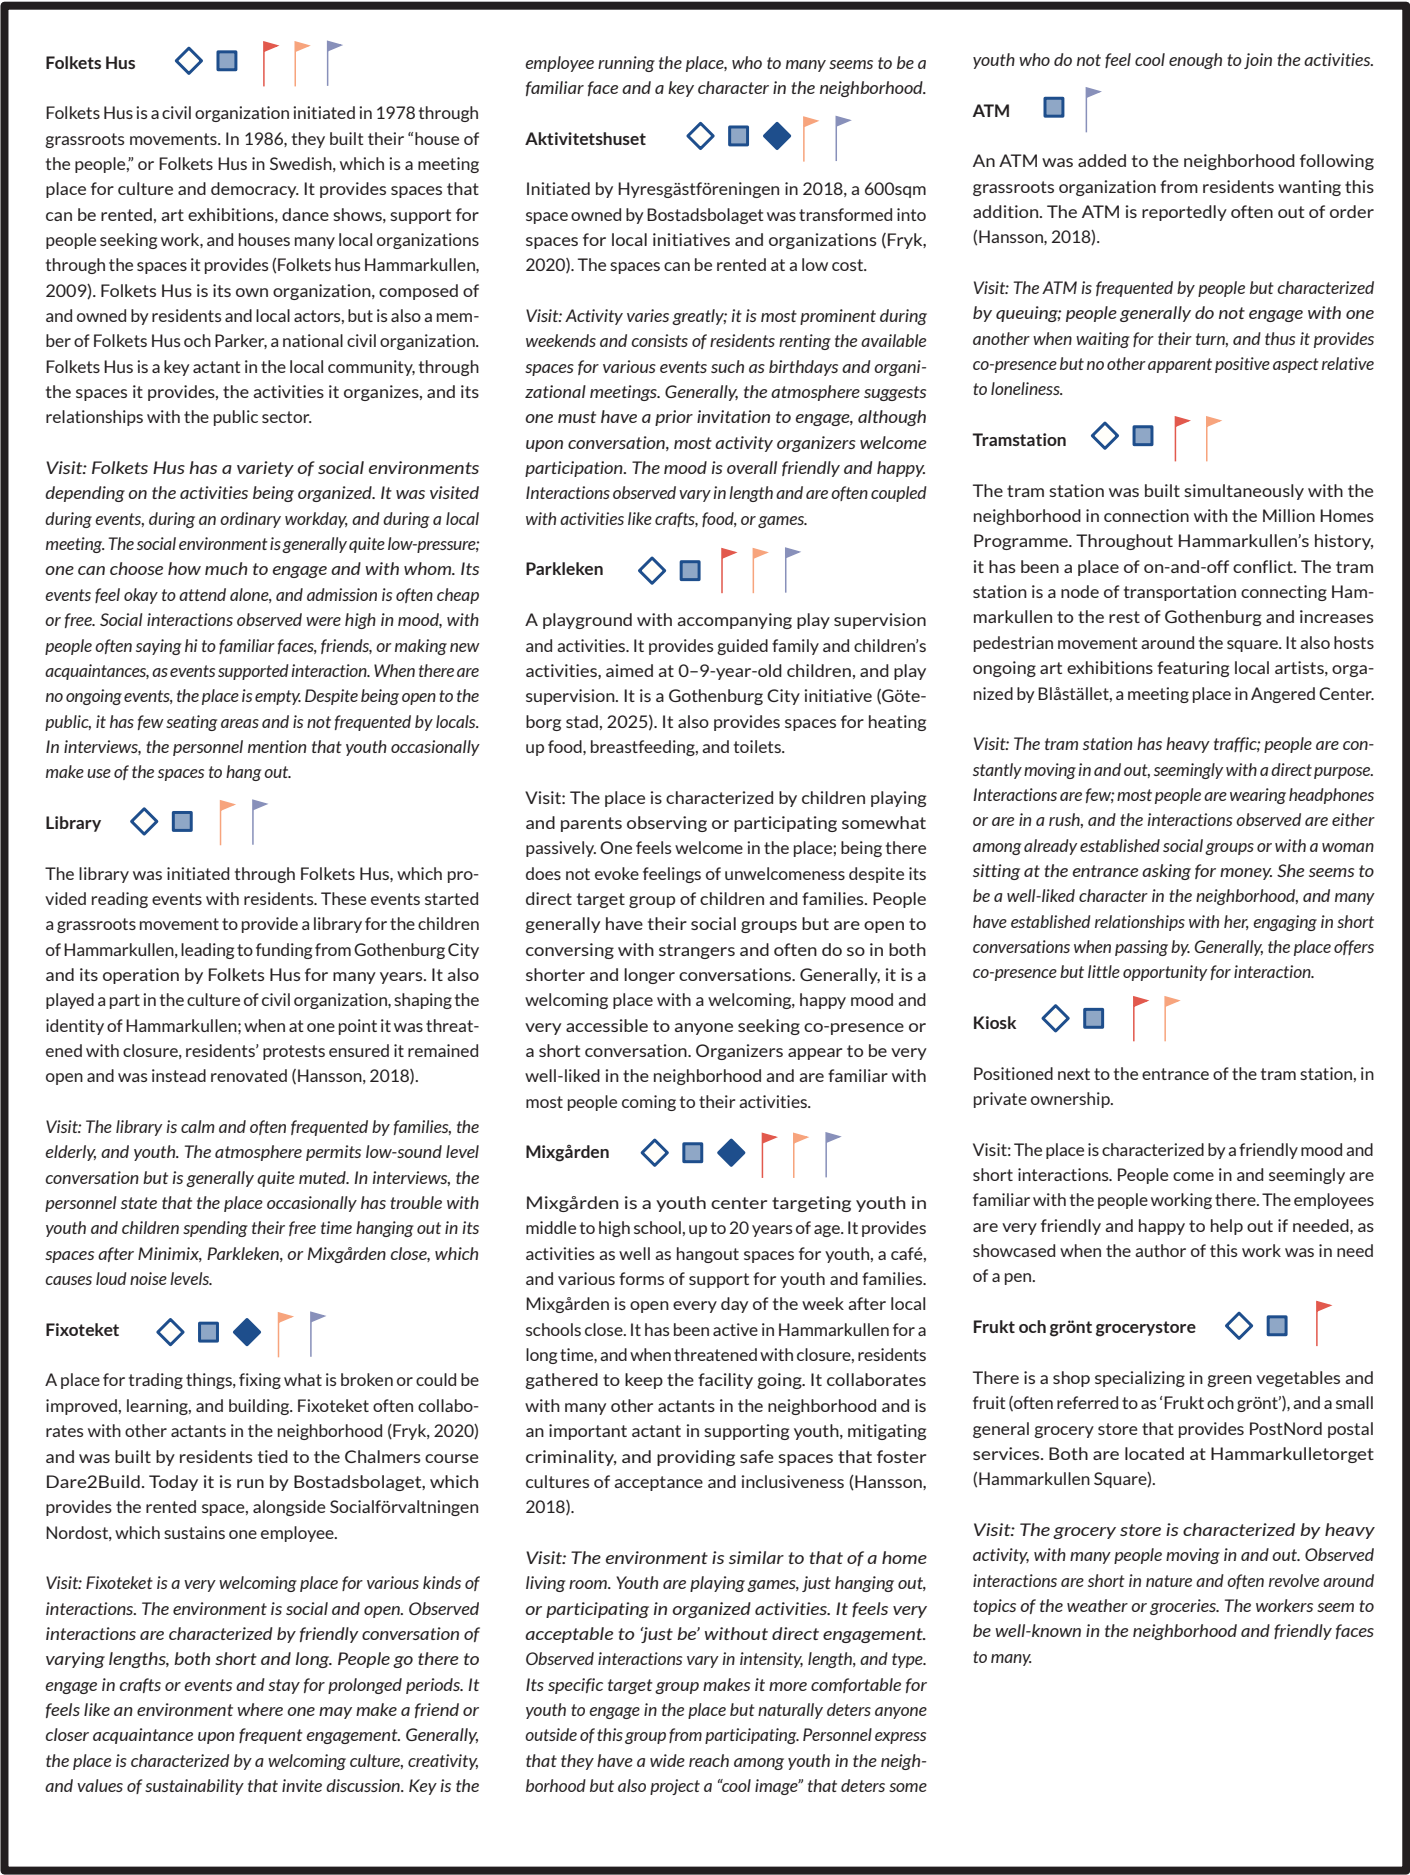 Folkets Hus
Folkets Hus is a civil organization initiated in 1978 through
grassroots movements. In 1986, they built their “house of
the people,” or Folkets Hus in Swedish, which is a meeting
place for culture and democracy. It provides spaces that
can be rented, art exhibitions, dance shows, support for
people seeking work, and houses many local organizations
through the spaces it provides (Folkets hus Hammarkullen,
2009). Folkets Hus is its own organization, composed of
and owned by residents and local actors, but is also a mem-
ber of Folkets Hus och Parker, a national civil organization.
Folkets Hus is a key actant in the local community, through
the spaces it provides, the activities it organizes, and its
relationships with the public sector.
Visit: Folkets Hus has a variety of social environments
depending on the activities being organized. It was visited
during events, during an ordinary workday, and during a local
meeting. The social environment is generally quite low-pressure;
one can choose how much to engage and with whom. Its
events feel okay to attend alone, and admission is often cheap
or free. Social interactions observed were high in mood, with
people often saying hi to familiar faces, friends, or making new
acquaintances, as events supported interaction. When there are
no ongoing events, the place is empty. Despite being open to the
public, it has few seating areas and is not frequented by locals.
In interviews, the personnel mention that youth occasionally
make use of the spaces to hang out.
Library
The library was initiated through Folkets Hus, which pro-
vided reading events with residents. These events started
a grassroots movement to provide a library for the children
of Hammarkullen, leading to funding from Gothenburg City
and its operation by Folkets Hus for many years. It also
played a part in the culture of civil organization, shaping the
identity of Hammarkullen; when at one point it was threat-
ened with closure, residents’ protests ensured it remained
open and was instead renovated (Hansson, 2018).
Visit: The library is calm and often frequented by families, the
elderly, and youth. The atmosphere permits low-sound level
conversation but is generally quite muted. In interviews, the
personnel state that the place occasionally has trouble with
youth and children spending their free time hanging out in its
spaces after Minimix, Parkleken, or Mixgården close, which
causes loud noise levels.
Fixoteket
A place for trading things, fixing what is broken or could be
improved, learning, and building. Fixoteket often collabo-
rates with other actants in the neighborhood (Fryk, 2020)
and was built by residents tied to the Chalmers course
Dare2Build. Today it is run by Bostadsbolaget, which
provides the rented space, alongside Socialförvaltningen
Nordost, which sustains one employee.
Visit: Fixoteket is a very welcoming place for various kinds of
interactions. The environment is social and open. Observed
interactions are characterized by friendly conversation of
varying lengths, both short and long. People go there to
engage in crafts or events and stay for prolonged periods. It
feels like an environment where one may make a friend or
closer acquaintance upon frequent engagement. Generally,
the place is characterized by a welcoming culture, creativity,
and values of sustainability that invite discussion. Key is the
employee running the place, who to many seems to be a
familiar face and a key character in the neighborhood.
Aktivitetshuset
Initiated by Hyresgästföreningen in 2018, a 600sqm
space owned by Bostadsbolaget was transformed into
spaces for local initiatives and organizations (Fryk,
2020). The spaces can be rented at a low cost.
Visit: Activity varies greatly; it is most prominent during
weekends and consists of residents renting the available
spaces for various events such as birthdays and organi-
zational meetings. Generally, the atmosphere suggests
one must have a prior invitation to engage, although
upon conversation, most activity organizers welcome
participation. The mood is overall friendly and happy.
Interactions observed vary in length and are often coupled
with activities like crafts, food, or games.
Parkleken
A playground with accompanying play supervision
and activities. It provides guided family and children’s
activities, aimed at 0–9-year-old children, and play
supervision. It is a Gothenburg City initiative (Göte-
borg stad, 2025). It also provides spaces for heating
up food, breastfeeding, and toilets.
Visit: The place is characterized by children playing
and parents observing or participating somewhat
passively. One feels welcome in the place; being there
does not evoke feelings of unwelcomeness despite its
direct target group of children and families. People
generally have their social groups but are open to
conversing with strangers and often do so in both
shorter and longer conversations. Generally, it is a
welcoming place with a welcoming, happy mood and
very accessible to anyone seeking co-presence or
a short conversation. Organizers appear to be very
well-liked in the neighborhood and are familiar with
most people coming to their activities.
Mixgården
Mixgården is a youth center targeting youth in
middle to high school, up to 20 years of age. It provides
activities as well as hangout spaces for youth, a café,
and various forms of support for youth and families.
Mixgården is open every day of the week after local
schools close. It has been active in Hammarkullen for a
long time, and when threatened with closure, residents
gathered to keep the facility going. It collaborates
with many other actants in the neighborhood and is
an important actant in supporting youth, mitigating
criminality, and providing safe spaces that foster
cultures of acceptance and inclusiveness (Hansson,
2018).
Visit: The environment is similar to that of a home
living room. Youth are playing games, just hanging out,
or participating in organized activities. It feels very
acceptable to ‘just be’ without direct engagement.
Observed interactions vary in intensity, length, and type.
Its specific target group makes it more comfortable for
youth to engage in the place but naturally deters anyone
outside of this group from participating. Personnel express
that they have a wide reach among youth in the neigh-
borhood but also project a “cool image” that deters some
youth who do not feel cool enough to join the activities.
ATM
An ATM was added to the neighborhood following
grassroots organization from residents wanting this
addition. The ATM is reportedly often out of order
(Hansson, 2018).
Visit: The ATM is frequented by people but characterized
by queuing; people generally do not engage with one
another when waiting for their turn, and thus it provides
co-presence but no other apparent positive aspect relative
to loneliness.
Tramstation
The tram station was built simultaneously with the
neighborhood in connection with the Million Homes
Programme. Throughout Hammarkullen’s history,
it has been a place of on-and-off conflict. The tram
station is a node of transportation connecting Ham-
markullen to the rest of Gothenburg and increases
pedestrian movement around the square. It also hosts
ongoing art exhibitions featuring local artists, orga-
nized by Blåstället, a meeting place in Angered Center.
Visit: The tram station has heavy traffic; people are con-
stantly moving in and out, seemingly with a direct purpose.
Interactions are few; most people are wearing headphones
or are in a rush, and the interactions observed are either
among already established social groups or with a woman
sitting at the entrance asking for money. She seems to
be a well-liked character in the neighborhood, and many
have established relationships with her, engaging in short
conversations when passing by. Generally, the place offers
co-presence but little opportunity for interaction.
Kiosk
Positioned next to the entrance of the tram station, in
private ownership.
Visit: The place is characterized by a friendly mood and
short interactions. People come in and seemingly are
familiar with the people working there. The employees
are very friendly and happy to help out if needed, as
showcased when the author of this work was in need
of a pen.
Frukt och grönt grocerystore
There is a shop specializing in green vegetables and
fruit (often referred to as ‘Frukt och grönt’), and a small
general grocery store that provides PostNord postal
services. Both are located at Hammarkulletorget
(Hammarkullen Square).
Visit: The grocery store is characterized by heavy
activity, with many people moving in and out. Observed
interactions are short in nature and often revolve around
topics of the weather or groceries. The workers seem to
be well-known in the neighborhood and friendly faces
to many.